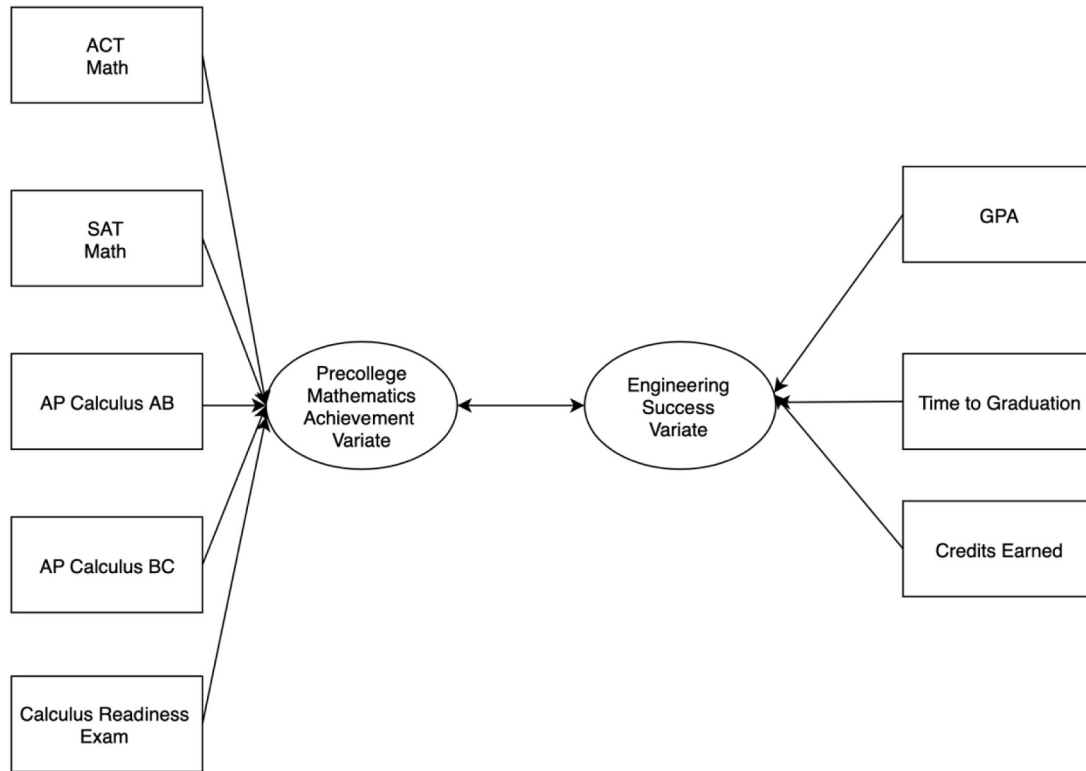 ACT
Math
SAT
Math
AP Calculus AB
AP Calculus BC
Calculus Readiness
Exam
Precollege
Mathematics
Achievement
Variate
Engineering
Success
Variate
GPA
Time to Graduation
Credits Earned